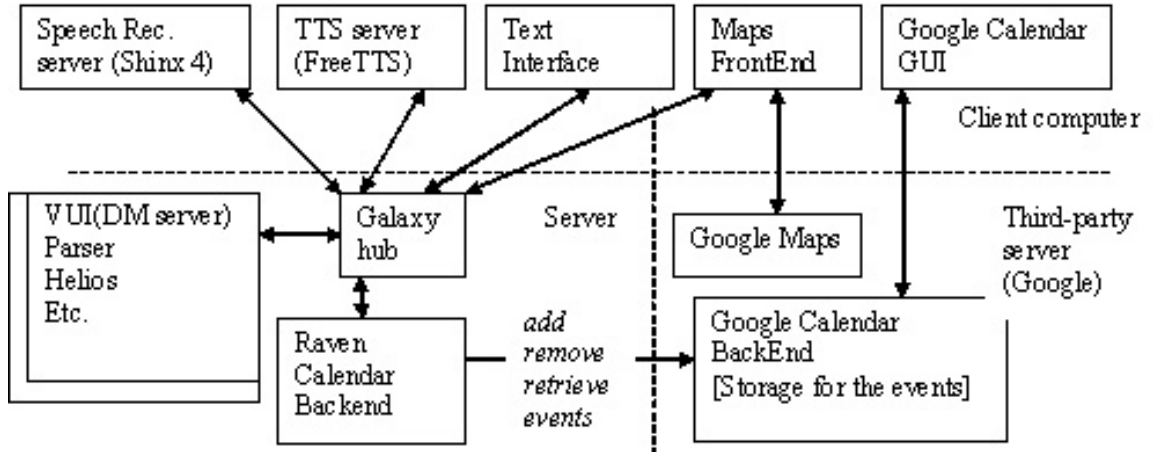 Speech Rec.
server (Shinx 4)
TTS server
(FreeTTS)
Text
Interface
Maps
FrontEnd
Google Calendar
GUI
Client computer
VUI(DM server)
Parser
Helios
Etc.
Galaxy
hub
Server
Google Maps
Third-party
server
(Google)
Raven
Calendar
Backend
add
remove
retrieve
events
Google Calendar
BackEnd
[Storage for the events]